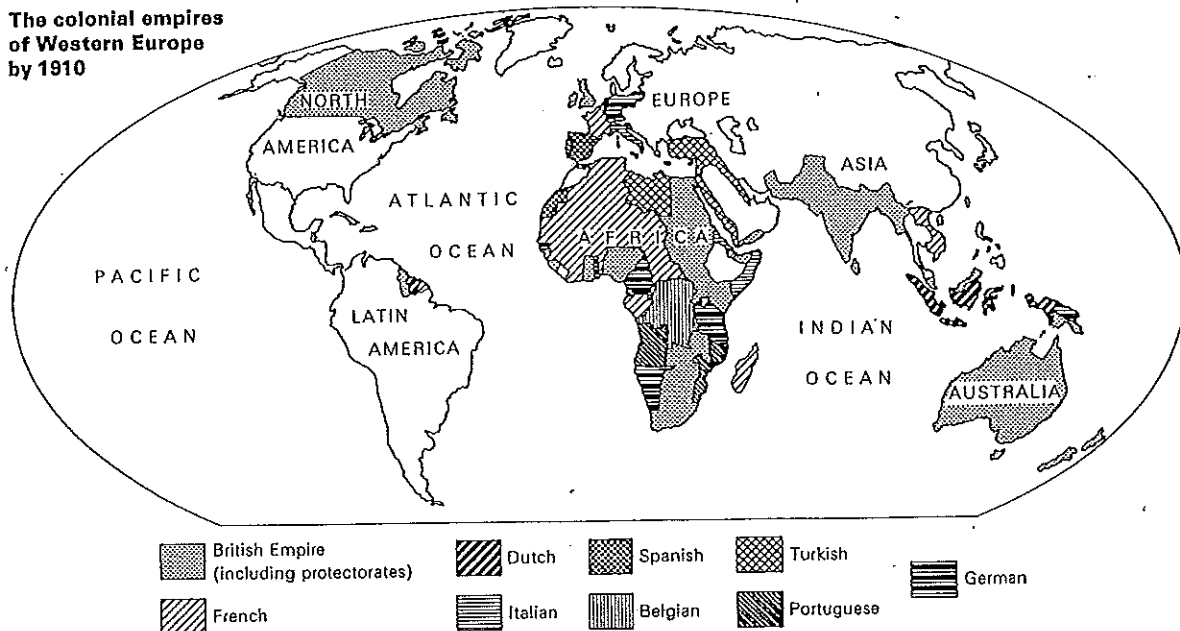 The colonial empires
of Western Europe
by 1910
NORTH
AMERICA
EUROPE
ASIA
ATLANTIC
OCEAN
AFRICA
PACIFIC
OCEAN
LATIN
AMERICA
INDIAN
OCEAN
AUSTRALIA
British Empire
(including protectorates)
Dutch
Spanish
Turkish
German
French
Italian
Belgian
Portuguese